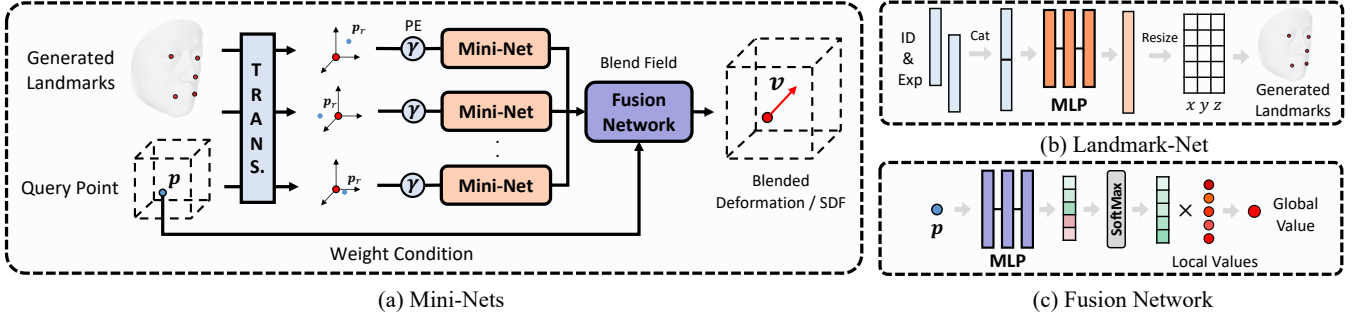 Generated
Landmarks
Query Point
p
T
R
A
N
S.
p_r
p_r
p_r
PE
γ
γ
γ
Mini-Net
Mini-Net
.
.
.
Mini-Net
Blend Field
Fusion
Network
v
Blended
Deformation / SDF
Weight Condition
(a) Mini-Nets
ID
&
Exp
Cat
MLP
Resize
x y z
Generated
Landmarks
(b) Landmark-Net
p
MLP
SoftMax
×
Local Values
Global
Value
(c) Fusion Network